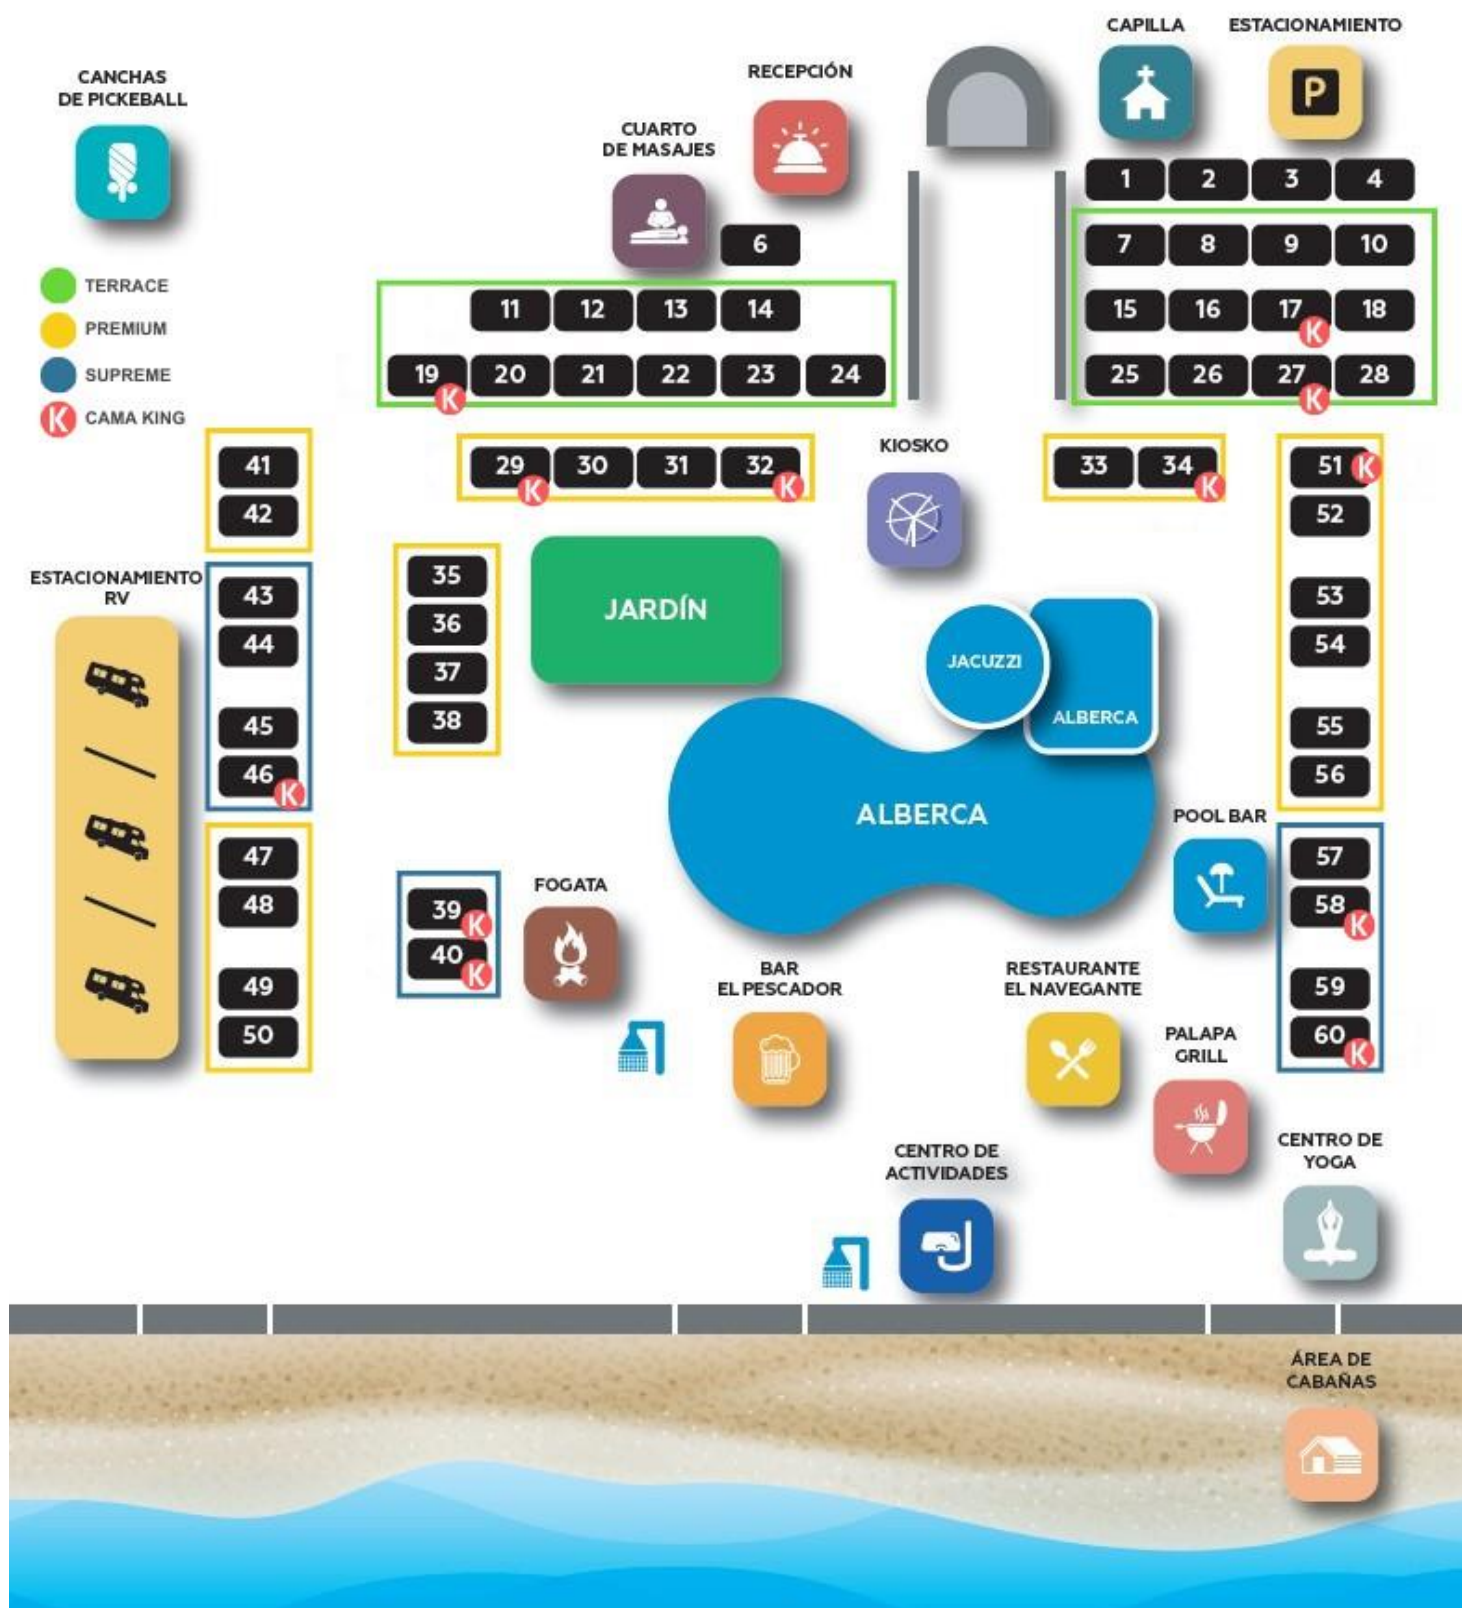 CAPILLA
ESTACIONAMIENTO
P
RECEPCIÓN
CANCHAS
DE PICKEBALL
CUARTO
DE MASAJES
1 2 3 4
6
7 8 9 10
TERRACE
PREMIUM
SUPREME
K CAMA KING
11 12 13 14
15 16 17 K 18
19 K 20 21 22 23 24
25 26 27 K 28
41
42
29 K 30 31 32 K
KIOSKO
33 34 K
51 K
52
ESTACIONAMIENTO
RV
43
44
45
46 K
47
48
49
50
35
36
37
38
JARDÍN
JACUZZI
ALBERCA
ALBERCA
53
54
55
56
POOL BAR
57
58 K
59
60 K
39 K
40 K
FOGATA
BAR
EL PESCADOR
RESTAURANTE
EL NAVEGANTE
PALAPA
GRILL
CENTRO DE
ACTIVIDADES
CENTRO DE
YOGA
ÁREA DE
CABAÑAS